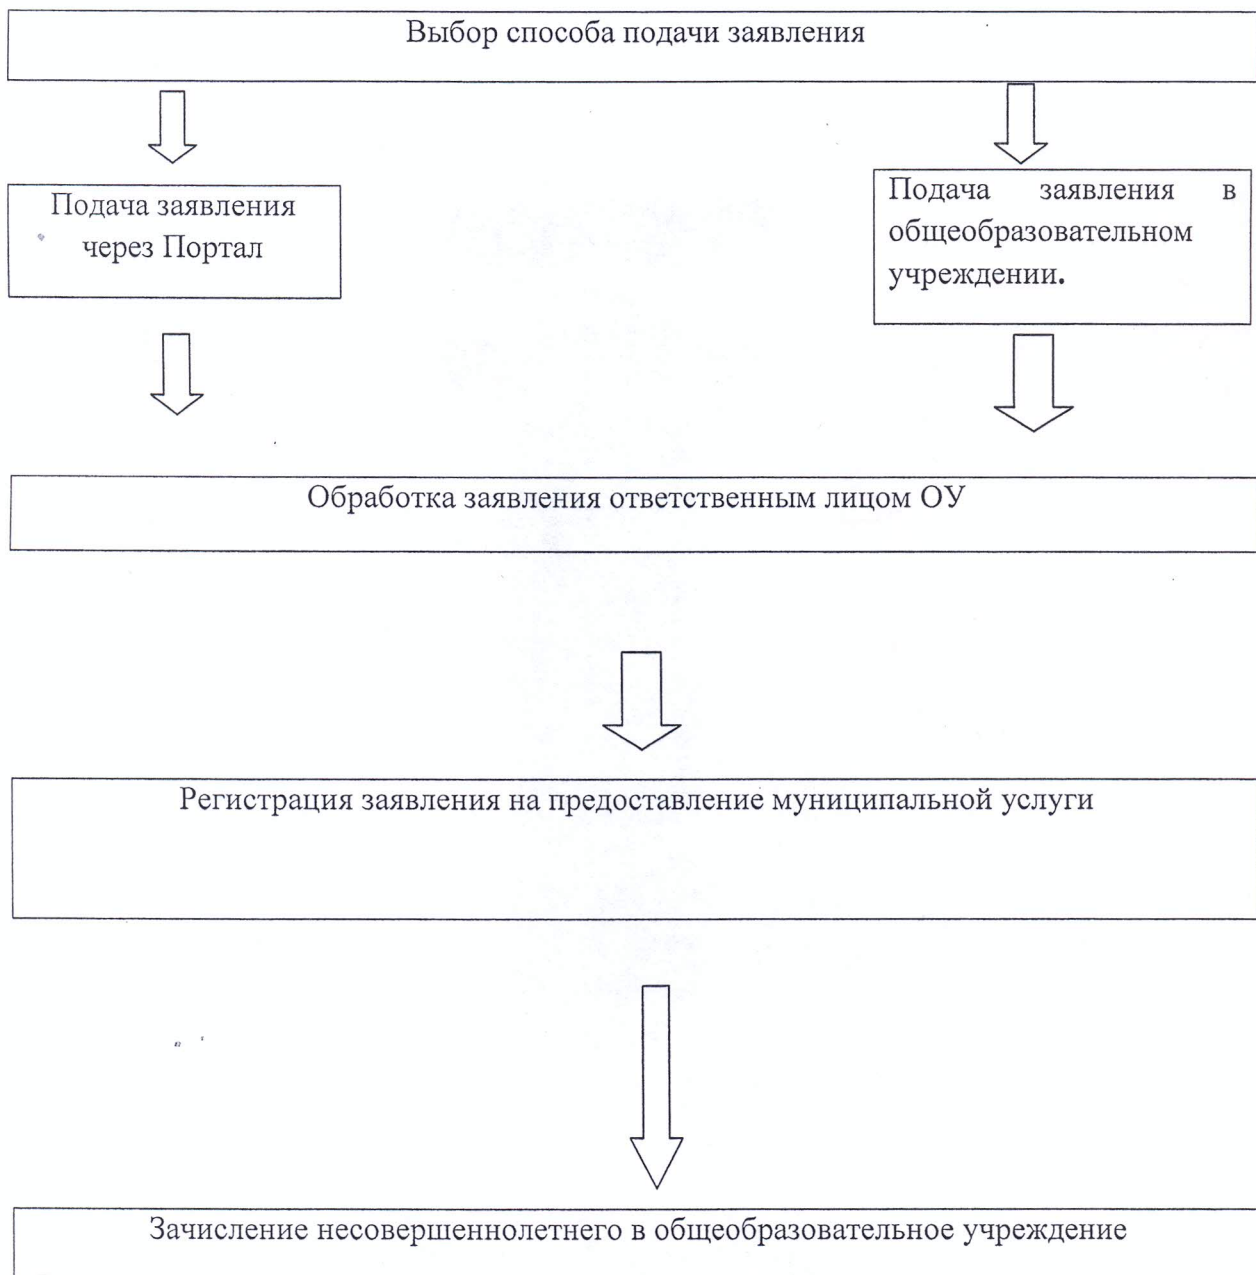 Выбор способа подачи заявления
Подача заявления
через Портал
Подача заявления в
общеобразовательном
учреждении.
Обработка заявления ответственным лицом ОУ
Регистрация заявления на предоставление муниципальной услуги
Зачисление несовершеннолетнего в общеобразовательное учреждение